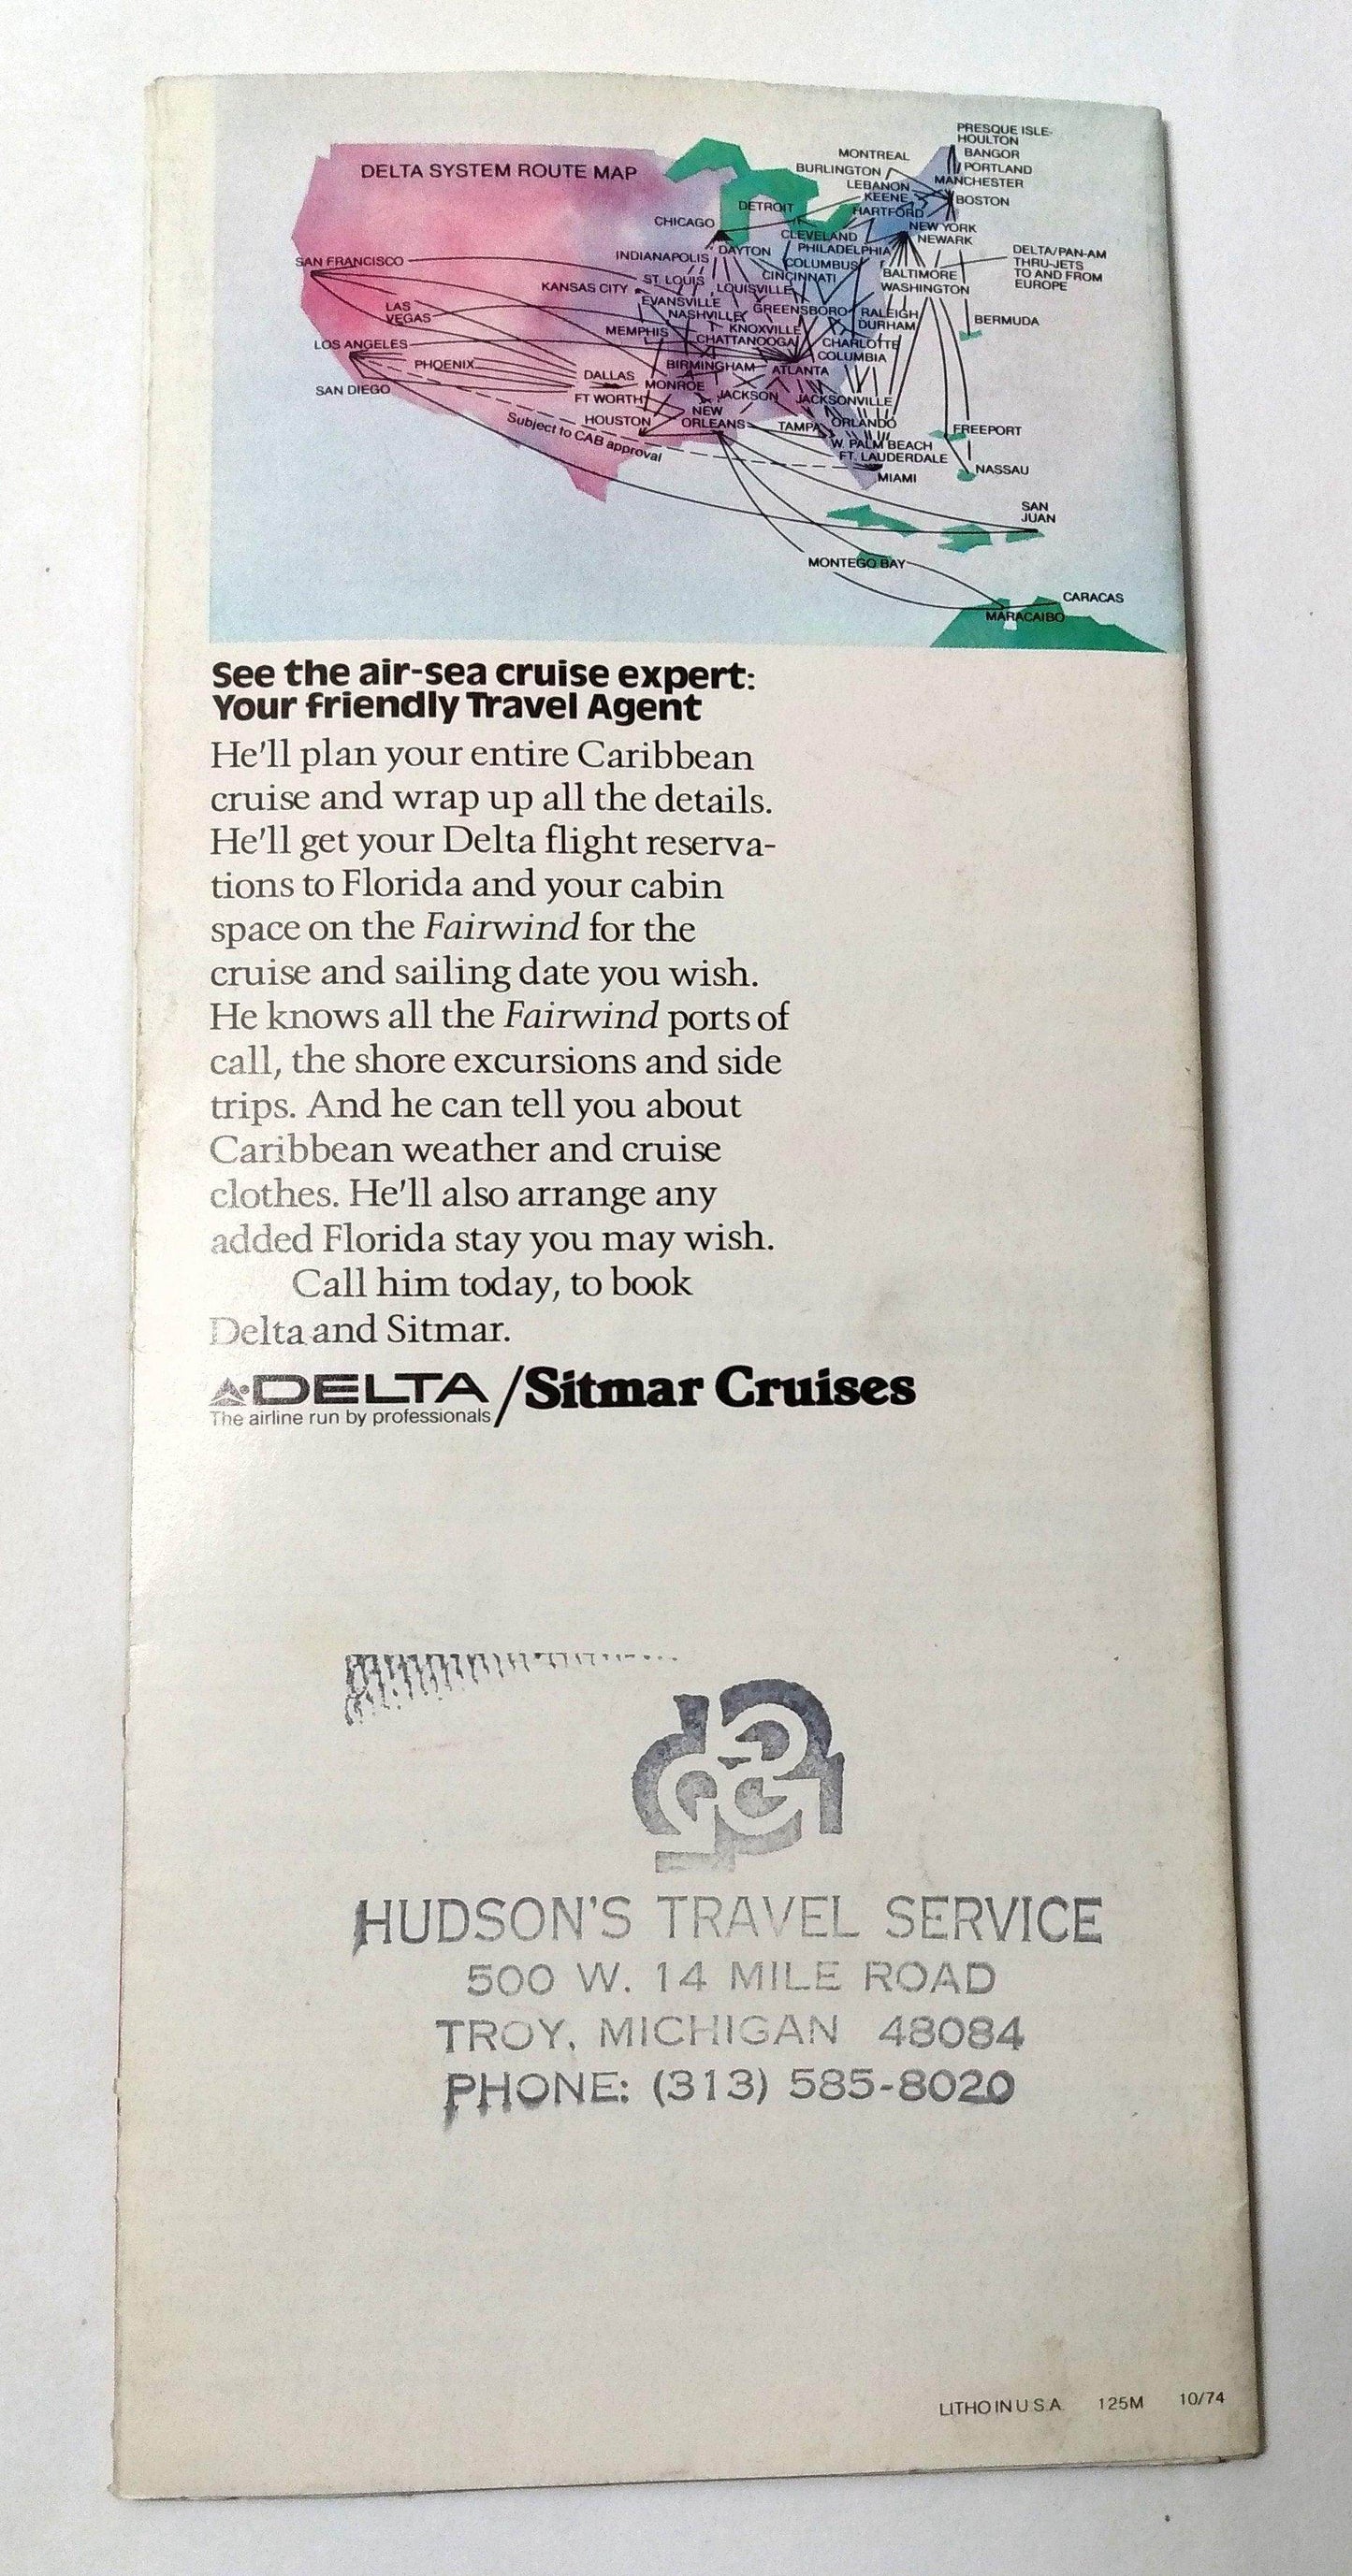 DELTA SYSTEM ROUTE MAP
PRESQUE ISLE-
HOULTON
BANGOR
PORTLAND
MONTREAL
BURLINGTON
LEBANON
MANCHESTER
KEENE
BOSTON
HARTFORD
DETROIT
CHICAGO
CLEVELAND
NEW YORK
NEWARK
INDIANAPOLIS
DAYTON
PHILADELPHIA
DELTA/PAN-AM
THRU-JETS
TO AND FROM
EUROPE
SAN FRANCISCO
COLUMBUS
BALTIMORE
ST. LOUIS
CINCINNATI
WASHINGTON
KANSAS CITY
LOUISVILLE
EVANSVILLE
LAS
VEGAS
NASHVILLE
GREENSBORO
RALEIGH
DURHAM
BERMUDA
MEMPHIS
KNOXVILLE
CHATTANOOGA
CHARLOTTE
LOS ANGELES
COLUMBIA
PHOENIX
BIRMINGHAM
ATLANTA
DALLAS
MONROE
SAN DIEGO
FT WORTH
JACKSON
JACKSONVILLE
HOUSTON
NEW
ORLEANS
TAMPA
ORLANDO
FREEPORT
Subject to CAB approval
W. PALM BEACH
FT. LAUDERDALE
NASSAU
MIAMI
SAN
JUAN
MONTEGO BAY
CARACAS
MARACAIBO
See the air-sea cruise expert:
Your friendly Travel Agent
He'll plan your entire Caribbean
cruise and wrap up all the details.
He'll get your Delta flight reserva-
tions to Florida and your cabin
space on the Fairwind for the
cruise and sailing date you wish.
He knows all the Fairwind ports of
call, the shore excursions and side
trips. And he can tell you about
Caribbean weather and cruise
clothes. He'll also arrange any
added Florida stay you may wish.
Call him today, to book
Delta and Sitmar.
DELTA/Sitmar Cruises
The airline run by professionals
HUDSON'S TRAVEL SERVICE
500 W. 14 MILE ROAD
TROY, MICHIGAN 48084
PHONE: (313) 585-8020
LITHO IN U.S.A. 125M 10/74